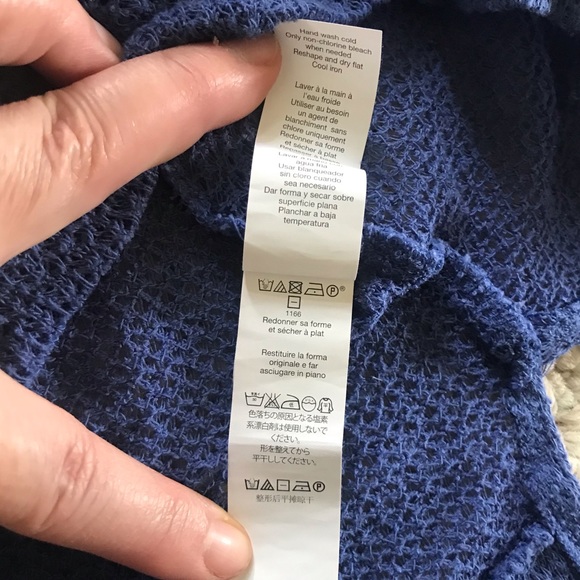 Hand wash cold
Only non-chlorine bleach
when needed
Reshape and dry flat
Cool iron
Laver à la main à
l'eau froide
Utiliser au besoin
un agent de
blanchiment sans
chlore uniquement
Redonner sa forme
et sécher à plat
agua fría
Usar blanqueador
sin cloro cuando
sea necesano
Dar forma y secar sobre
superficie plana
Planchar a baja
temperatura
P ®
1166
Redonner sa forme
et sécher à plat
Restituire la forma
originale e far
asciugare in piano
色落ちの原因となる塩素
系漂白剤は使用しないで
ください。
形を整えてから
平干ししてください。
P
整形后平摊晾干